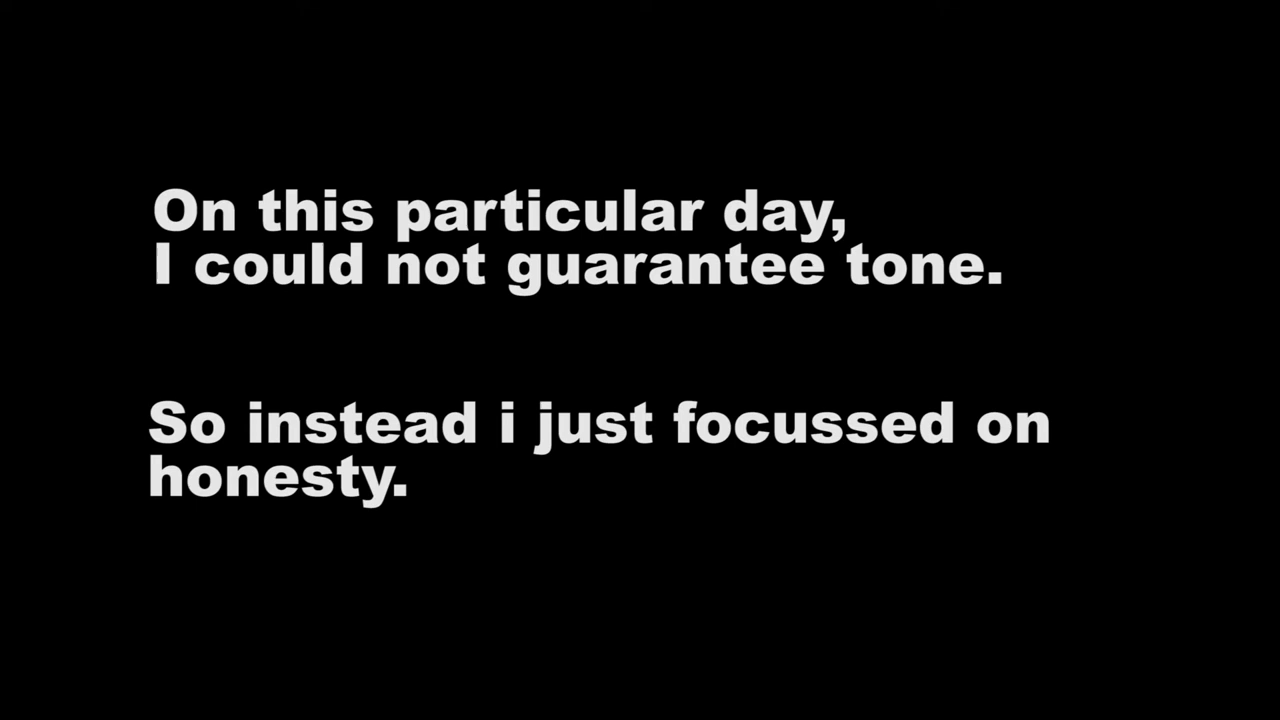 On this particular day,
I could not guarantee tone.
So instead i just focussed on
honesty.